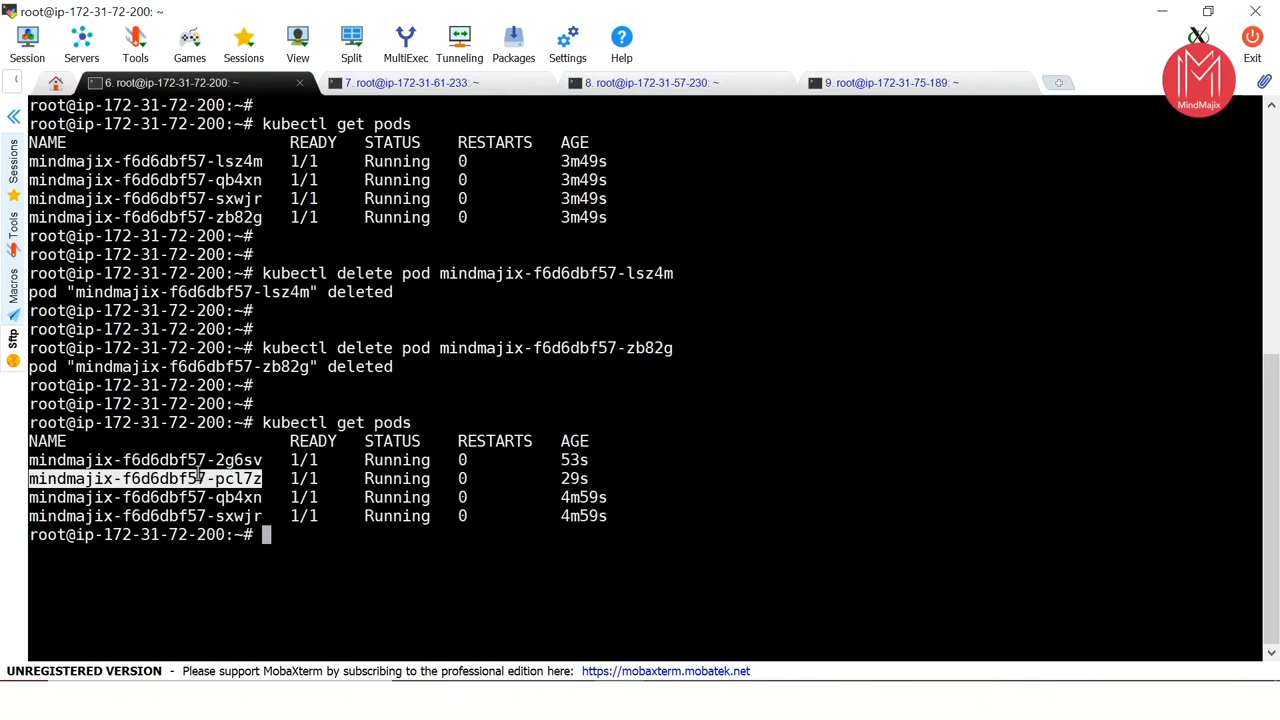 root@ip-172-31-72-200: ~
Session Servers Tools Games Sessions View Split MultiExec Tunneling Packages Settings Help
Exit
6. root@ip-172-31-72-200: ~
7. root@ip-172-31-61-233: ~
8. root@ip-172-31-57-230: ~
9. root@ip-172-31-75-189: ~
MindMajix
Sessions
Tools
Macros
Sftp
root@ip-172-31-72-200:~#
root@ip-172-31-72-200:~# kubectl get pods
NAME READY STATUS RESTARTS AGE
mindmajix-f6d6dbf57-lsz4m 1/1 Running 0 3m49s
mindmajix-f6d6dbf57-qb4xn 1/1 Running 0 3m49s
mindmajix-f6d6dbf57-sxwjr 1/1 Running 0 3m49s
mindmajix-f6d6dbf57-zb82g 1/1 Running 0 3m49s
root@ip-172-31-72-200:~#
root@ip-172-31-72-200:~#
root@ip-172-31-72-200:~# kubectl delete pod mindmajix-f6d6dbf57-lsz4m
pod "mindmajix-f6d6dbf57-lsz4m" deleted
root@ip-172-31-72-200:~#
root@ip-172-31-72-200:~#
root@ip-172-31-72-200:~# kubectl delete pod mindmajix-f6d6dbf57-zb82g
pod "mindmajix-f6d6dbf57-zb82g" deleted
root@ip-172-31-72-200:~#
root@ip-172-31-72-200:~#
root@ip-172-31-72-200:~# kubectl get pods
NAME READY STATUS RESTARTS AGE
mindmajix-f6d6dbf57-2g6sv 1/1 Running 0 53s
mindmajix-f6d6dbf57-pcl7z 1/1 Running 0 29s
mindmajix-f6d6dbf57-qb4xn 1/1 Running 0 4m59s
mindmajix-f6d6dbf57-sxwjr 1/1 Running 0 4m59s
root@ip-172-31-72-200:~#
UNREGISTERED VERSION - Please support MobaXterm by subscribing to the professional edition here: https://mobaxterm.mobatek.net